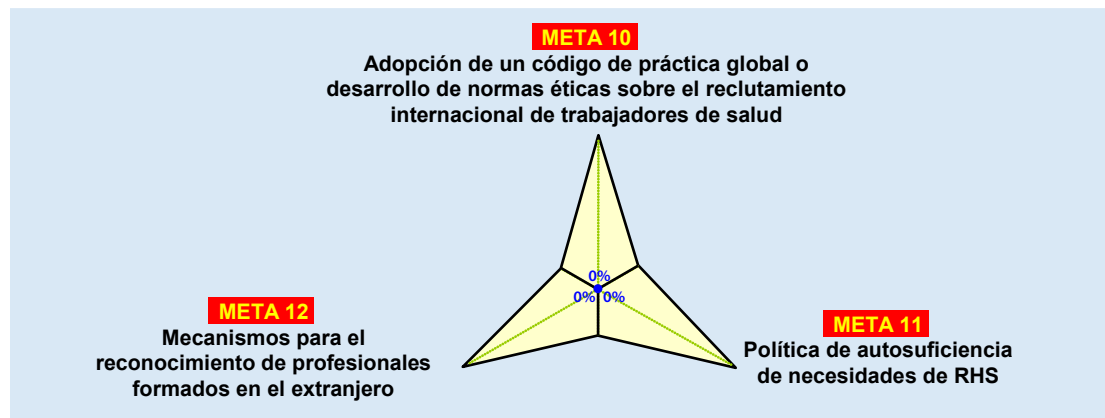 META 10
Adopción de un código de práctica global o
desarrollo de normas éticas sobre el reclutamiento
internacional de trabajadores de salud
0%
0% 0%
META 12
Mecanismos para el
reconocimiento de profesionales
formados en el extranjero
META 11
Política de autosuficiencia
de necesidades de RHS